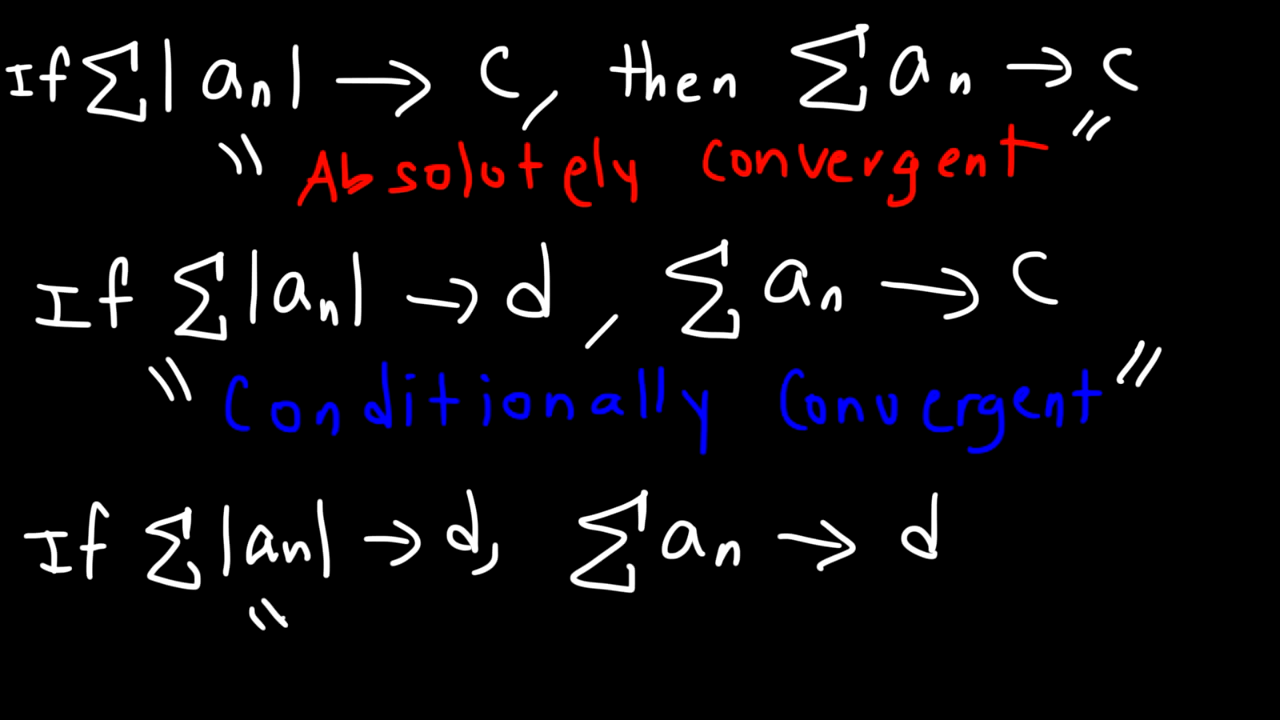 If ∑|aₙ| → c, then ∑ aₙ → c
" Absolutely convergent "
If ∑|aₙ| → d, ∑ aₙ → c
" Conditionally Convergent "
If ∑|aₙ| → d, ∑ aₙ → d
"